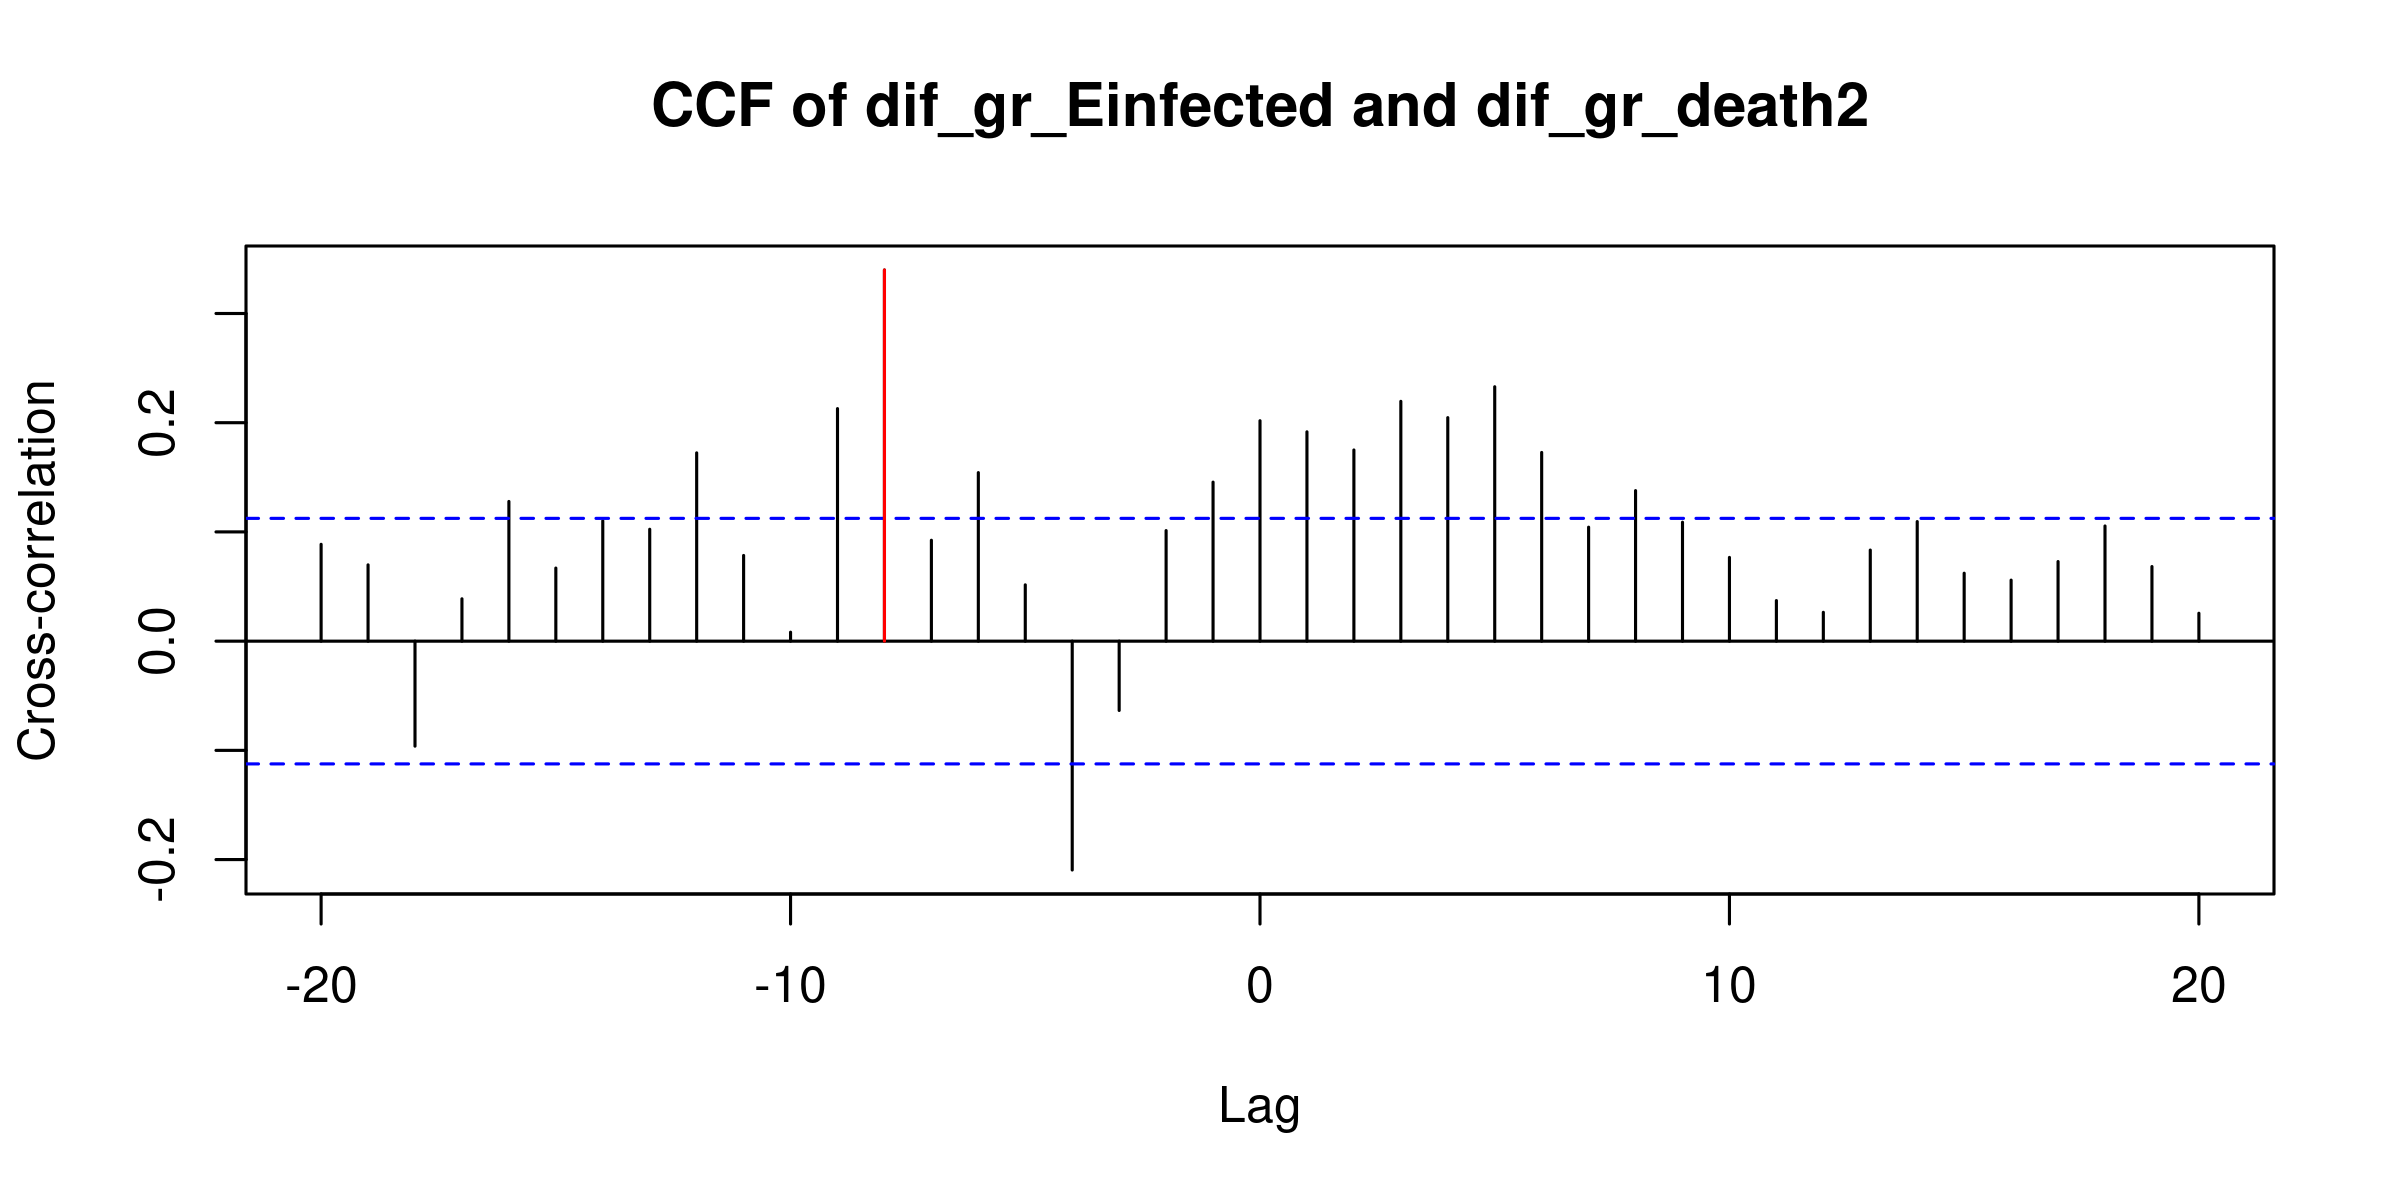 CCF of dif_gr_Einfected and dif_gr_death2
Cross-correlation
0.2
0.0
-0.2
-20 -10 0 10 20
Lag